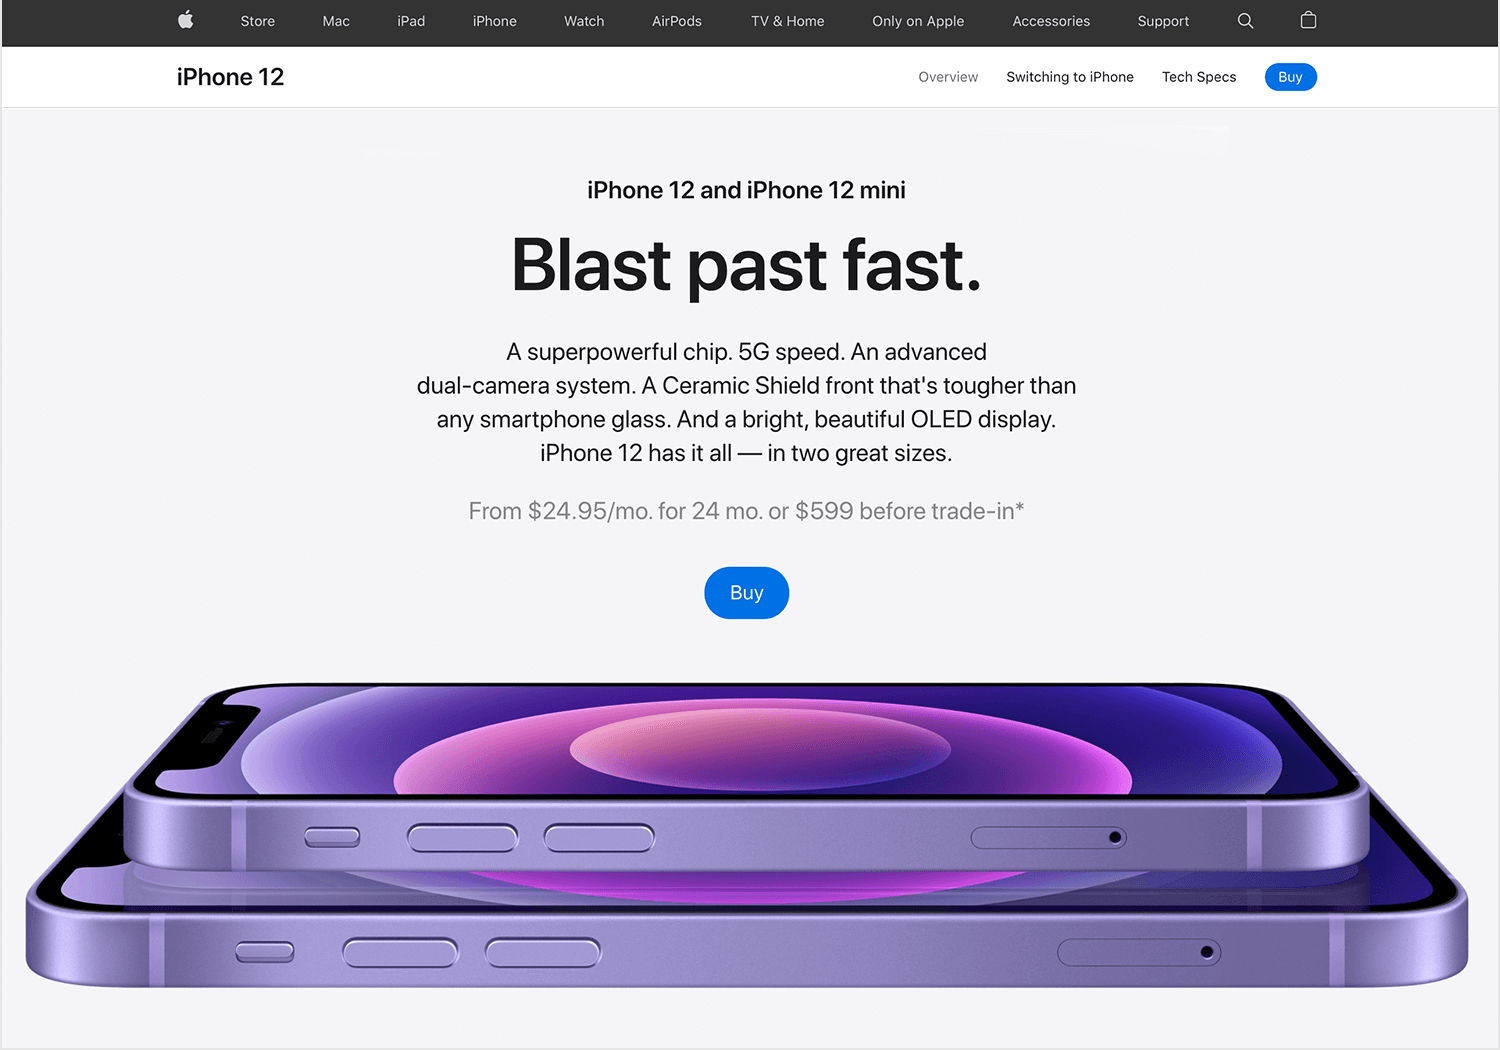 Store Mac iPad iPhone Watch AirPods TV & Home Only on Apple Accessories Support
iPhone 12 Overview Switching to iPhone Tech Specs Buy
iPhone 12 and iPhone 12 mini
Blast past fast.
A superpowerful chip. 5G speed. An advanced
dual-camera system. A Ceramic Shield front that's tougher than
any smartphone glass. And a bright, beautiful OLED display.
iPhone 12 has it all — in two great sizes.
From $24.95/mo. for 24 mo. or $599 before trade-in*
Buy